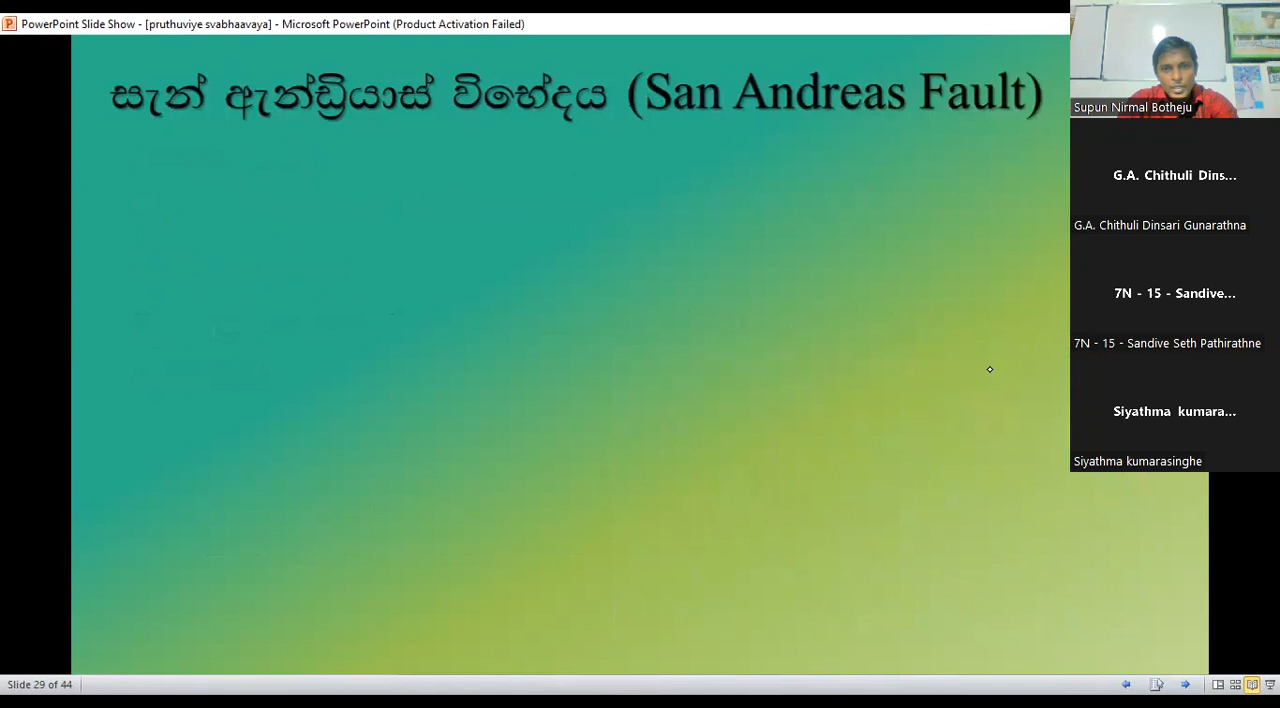 PowerPoint Slide Show - [pruthuviye svabhaavaya] - Microsoft PowerPoint (Product Activation Failed)
සැන් ඇන්ඩ්‍රියාස් විභේදය (San Andreas Fault)
Supun Nirmal Botheju
G.A. Chithuli Dins...
G.A. Chithuli Dinsari Gunarathna
7N - 15 - Sandive...
7N - 15 - Sandive Seth Pathirathne
Siyathma kumara...
Siyathma kumarasinghe
Slide 29 of 44